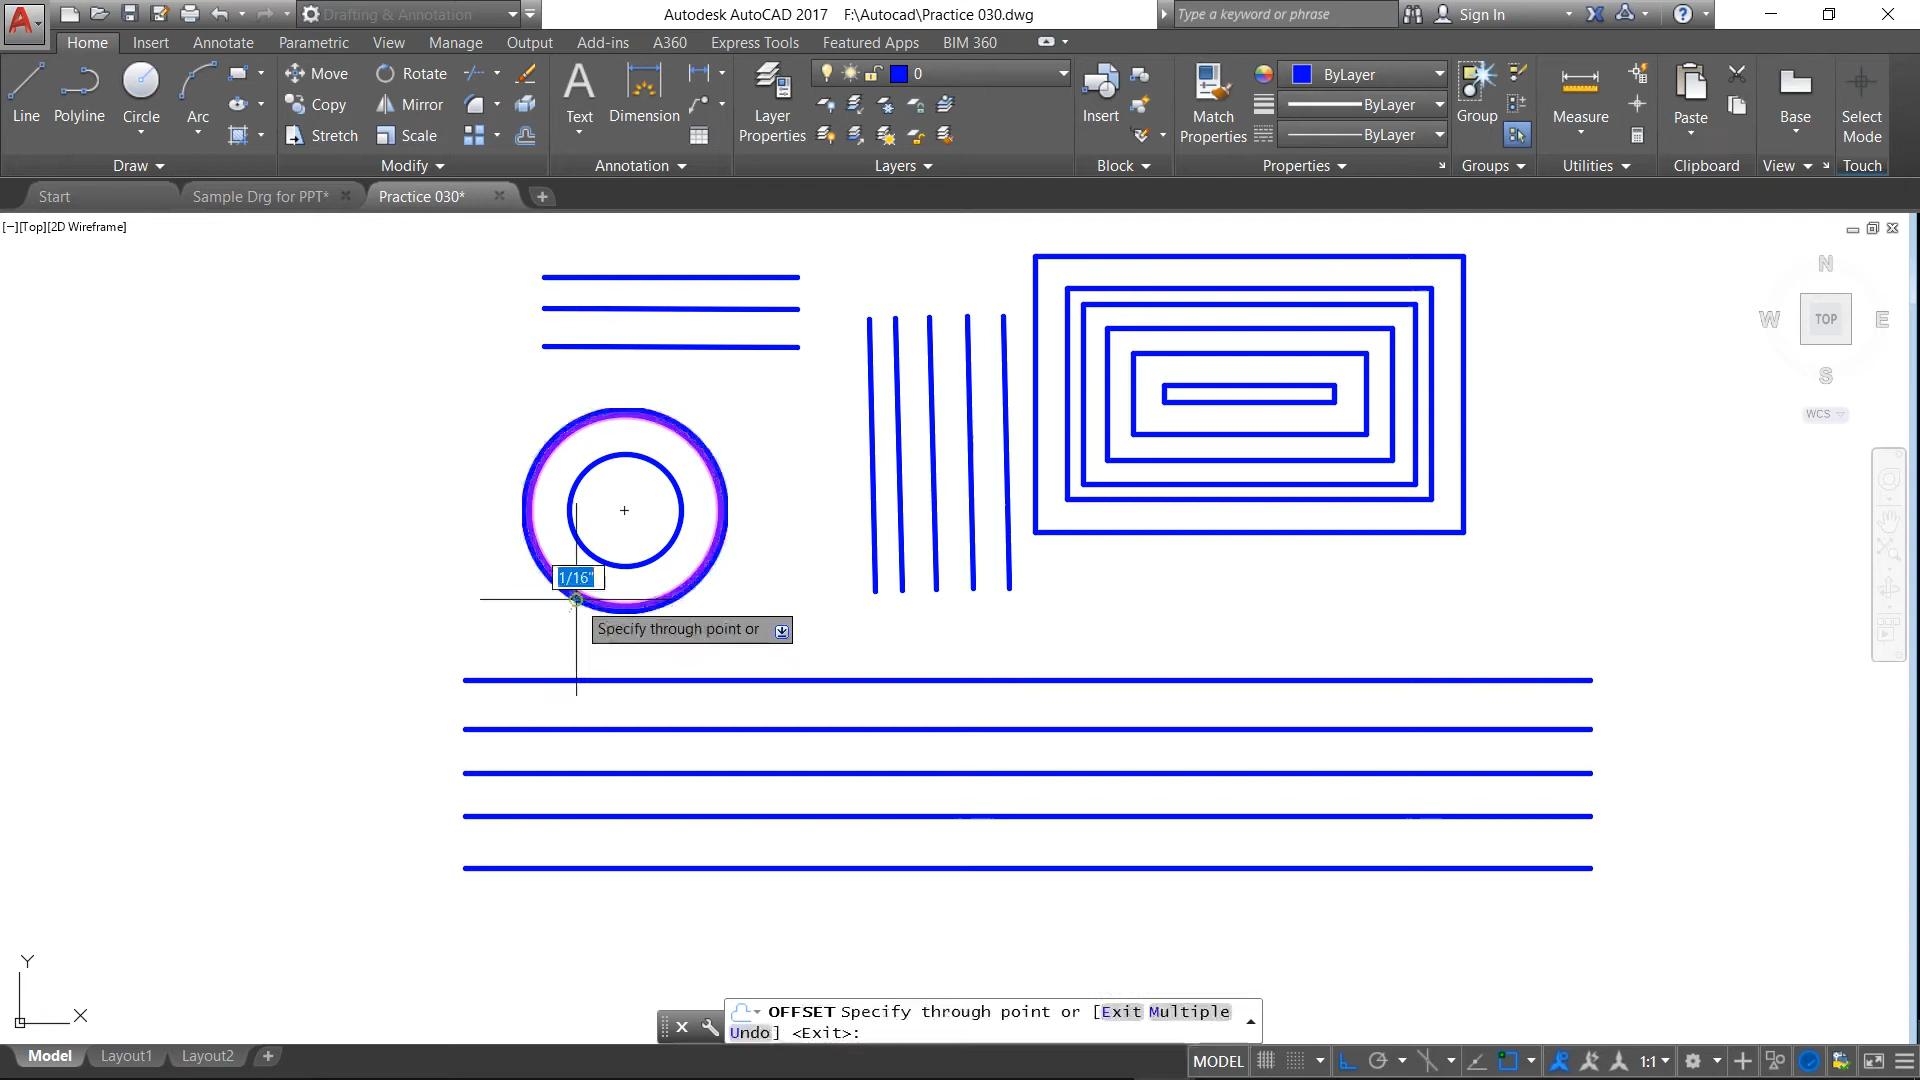 Drafting & Annotation
Autodesk AutoCAD 2017 F:\Autocad\Practice 030.dwg
Type a keyword or phrase
Sign In
Home Insert Annotate Parametric View Manage Output Add-ins A360 Express Tools Featured Apps BIM 360
Line Polyline Circle Arc
Move Rotate
Copy Mirror
Stretch Scale
Text Dimension
Layer Properties
0
Insert
Match Properties
ByLayer
ByLayer
ByLayer
Group
Measure
Paste
Base
Select Mode
Draw Modify Annotation Layers Block Properties Groups Utilities Clipboard View Touch
Start Sample Drg for PPT* Practice 030*
[−][Top][2D Wireframe]
N
W TOP E
S
WCS
1/16"
Specify through point or
Y
X
OFFSET Specify through point or [Exit Multiple
Undo] <Exit>:
Model Layout1 Layout2
MODEL 1:1